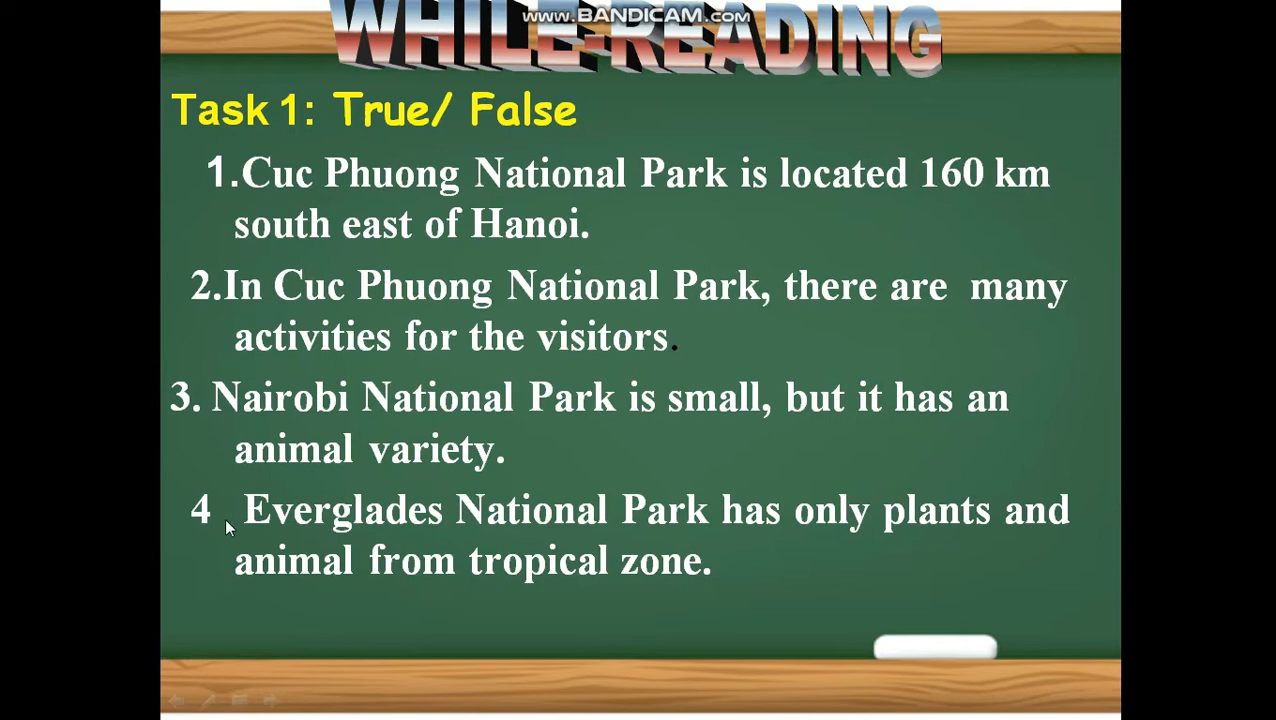 www.BANDICAM.com
WHILE-READING
Task 1: True/ False
1.Cuc Phuong National Park is located 160 km
south east of Hanoi.
2.In Cuc Phuong National Park, there are many
activities for the visitors.
3. Nairobi National Park is small, but it has an
animal variety.
4 . Everglades National Park has only plants and
animal from tropical zone.